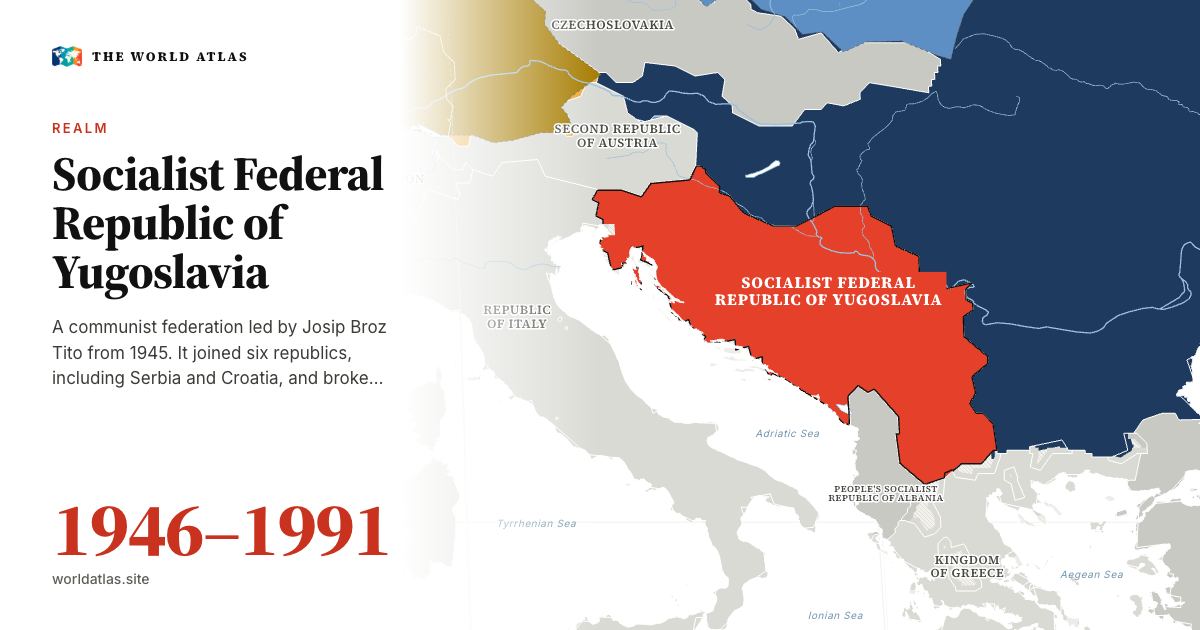 THE WORLD ATLAS
REALM
Socialist Federal
Republic of
Yugoslavia
A communist federation led by Josip Broz
Tito from 1945. It joined six republics,
including Serbia and Croatia, and broke...
1946–1991
worldatlas.site
CZECHOSLOVAKIA
SECOND REPUBLIC
OF AUSTRIA
SOCIALIST FEDERAL
REPUBLIC OF YUGOSLAVIA
REPUBLIC
OF ITALY
Adriatic Sea
PEOPLE'S SOCIALIST
REPUBLIC OF ALBANIA
Tyrrhenian Sea
KINGDOM
OF GREECE
Aegean Sea
Ionian Sea